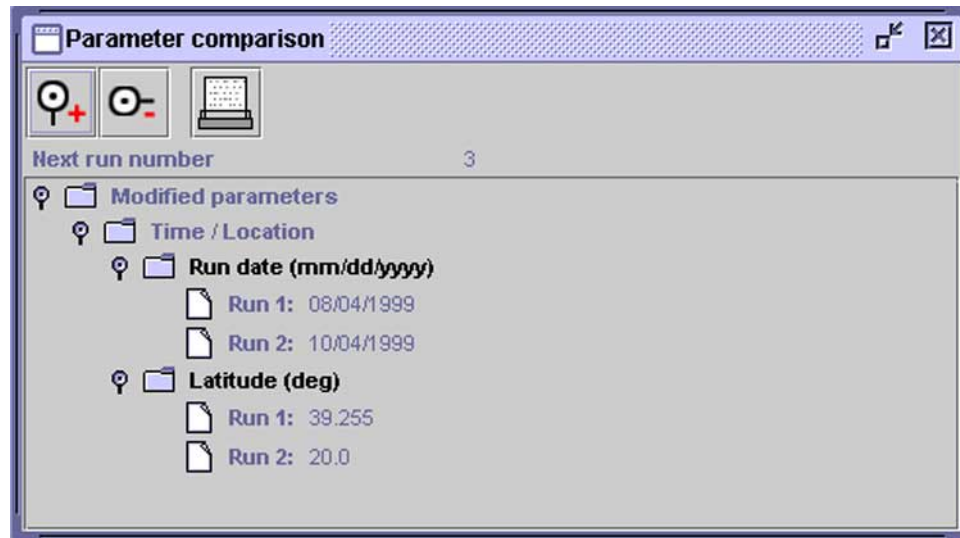 Parameter comparison
Next run number 3
Modified parameters
Time / Location
Run date (mm/dd/yyyy)
Run 1: 08/04/1999
Run 2: 10/04/1999
Latitude (deg)
Run 1: 39.255
Run 2: 20.0